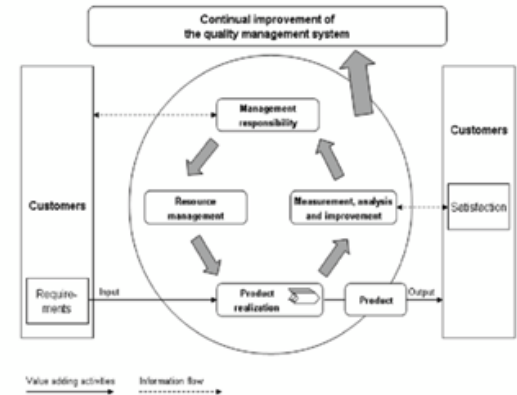 Continual improvement of
the quality management system
Management
responsibility
Customers
Customers
Resource
management
Measurement, analysis
and improvement
Satisfaction
Require-
ments
Input
Product
realization
Product
Output
Value adding activities
Information flow